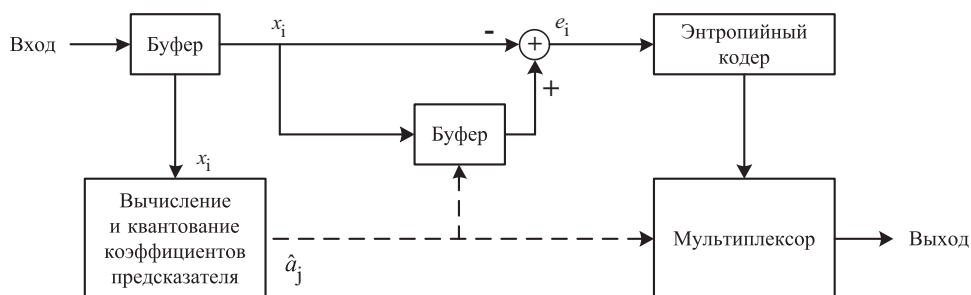 Вход
Буфер
x_i
-
+
e_i
Энтропийный
кодер
+
Буфер
x_i
Вычисление
и квантование
коэффициентов
предсказателя
â_j
Мультиплексор
Выход